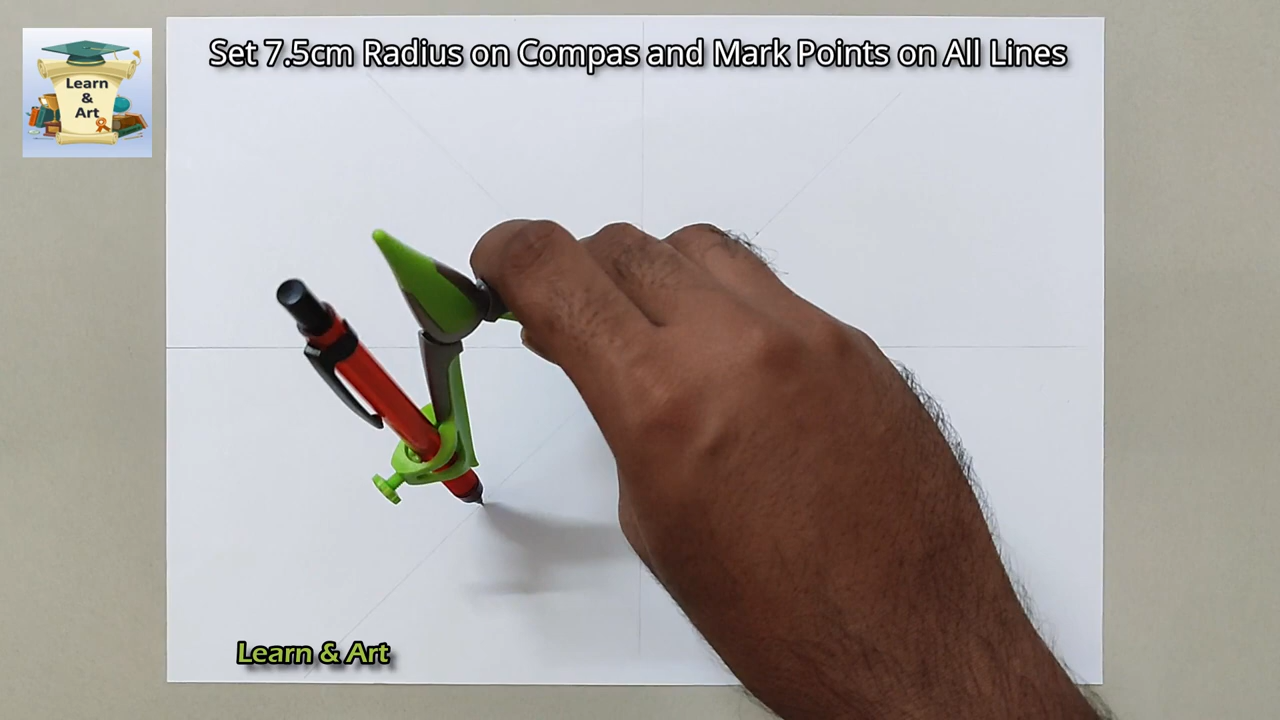 Set 7.5cm Radius on Compas and Mark Points on All Lines
Learn
&
Art
Learn & Art